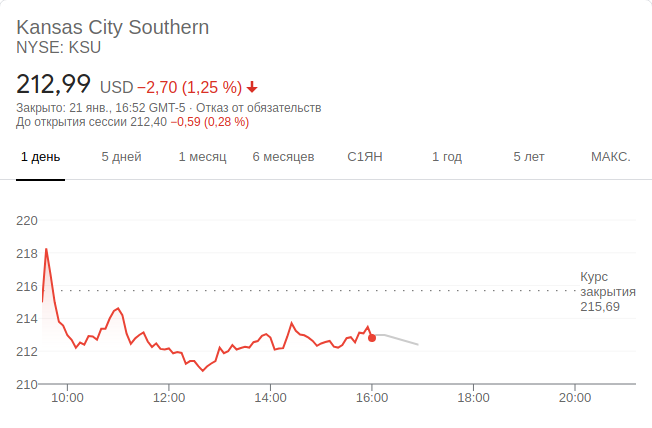 Kansas City Southern
NYSE: KSU
212,99 USD −2,70 (1,25 %)
Закрыто: 21 янв., 16:52 GMT-5 · Отказ от обязательств
До открытия сессии 212,40 −0,59 (0,28 %)
1 день 5 дней 1 месяц 6 месяцев С1ЯН 1 год 5 лет МАКС.
220
218
216
214
212
210
Курс
закрытия
215,69
10:00 12:00 14:00 16:00 18:00 20:00